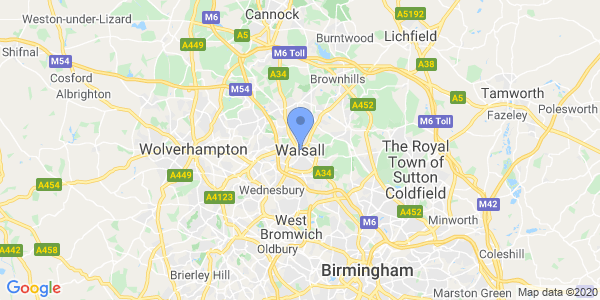 Cannock
A5192
Weston-under-Lizard
M6
A5
Burntwood
Lichfield
A449
Shifnal
M6 Toll
M54
Cosford
A34
Brownhills
A38
Albrighton
M54
A452
A5
Tamworth
Polesworth
M6 Toll
Fazeley
Wolverhampton
Walsall
The Royal
Town of
Sutton
Coldfield
A449
A34
A454
A4123
Wednesbury
M42
A452
Minworth
M6
West
Bromwich
A442
A458
Oldbury
Coleshill
Brierley Hill
Birmingham
Google
Marston Green
Map data ©2020